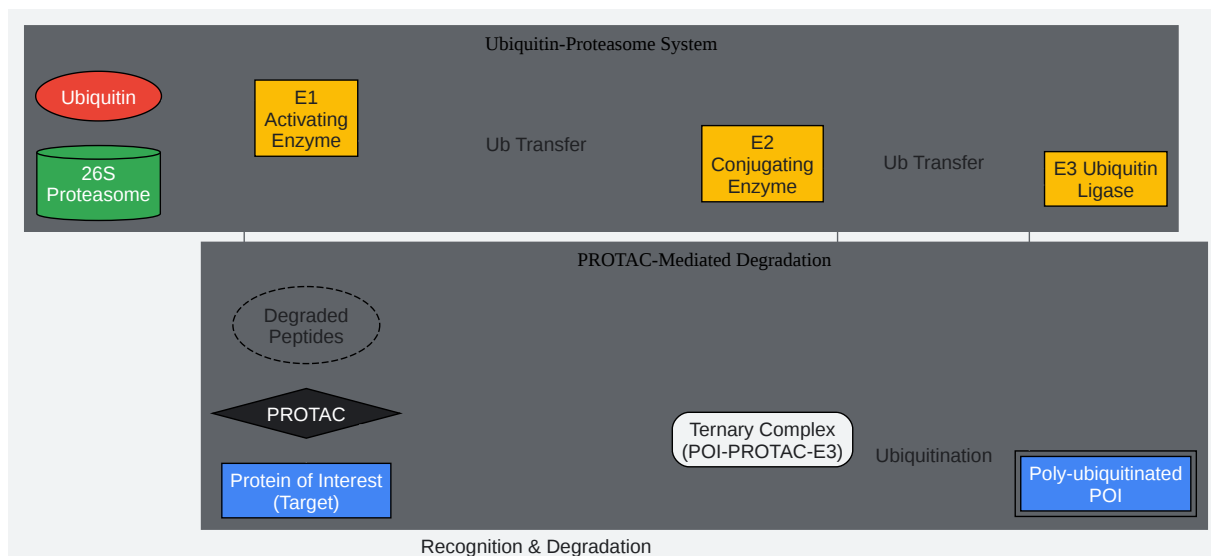 Ubiquitin-Proteasome System
Ubiquitin
E1
Activating
Enzyme
Ub Transfer
E2
Conjugating
Enzyme
Ub Transfer
E3 Ubiquitin
Ligase
26S
Proteasome
PROTAC-Mediated Degradation
Degraded
Peptides
PROTAC
Protein of Interest
(Target)
Ternary Complex
(POI-PROTAC-E3)
Ubiquitination
Poly-ubiquitinated
POI
Recognition & Degradation